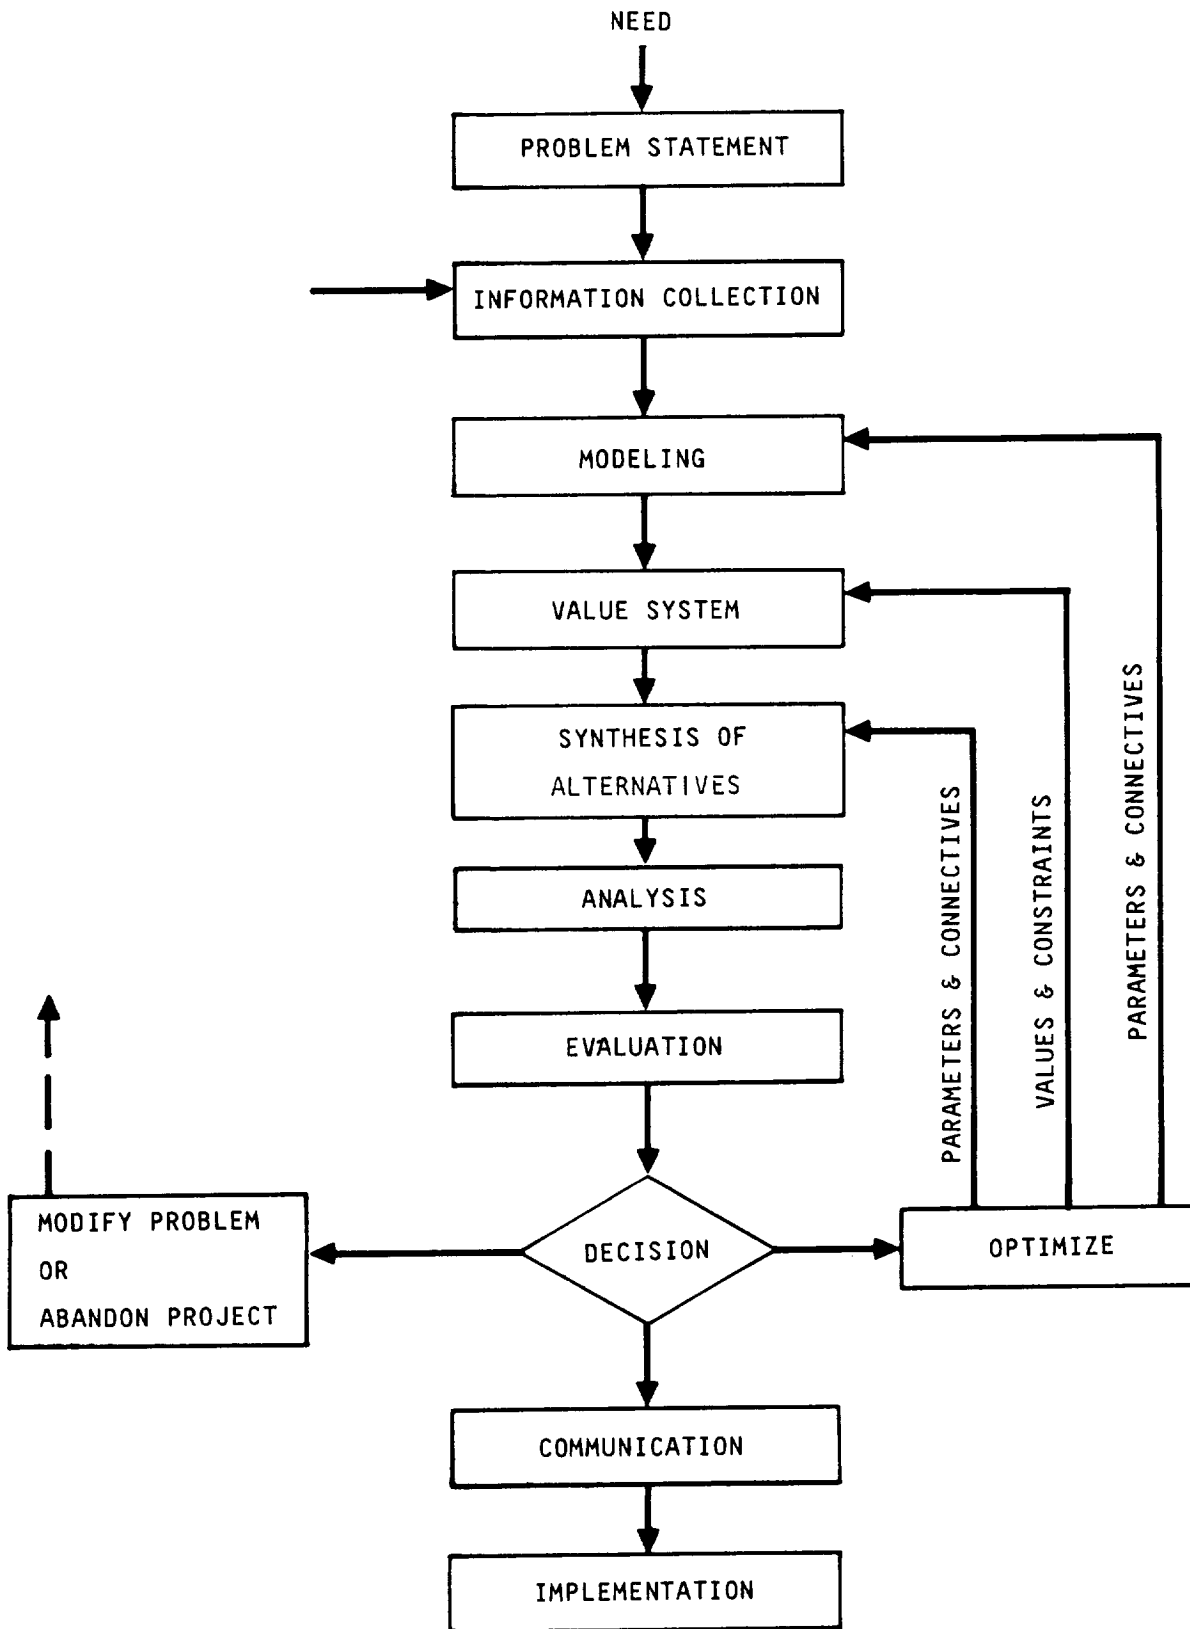 NEED
PROBLEM STATEMENT
INFORMATION COLLECTION
MODELING
VALUE SYSTEM
SYNTHESIS OF
ALTERNATIVES
ANALYSIS
EVALUATION
PARAMETERS & CONNECTIVES
VALUES & CONSTRAINTS
PARAMETERS & CONNECTIVES
MODIFY PROBLEM
OR
ABANDON PROJECT
DECISION
OPTIMIZE
COMMUNICATION
IMPLEMENTATION